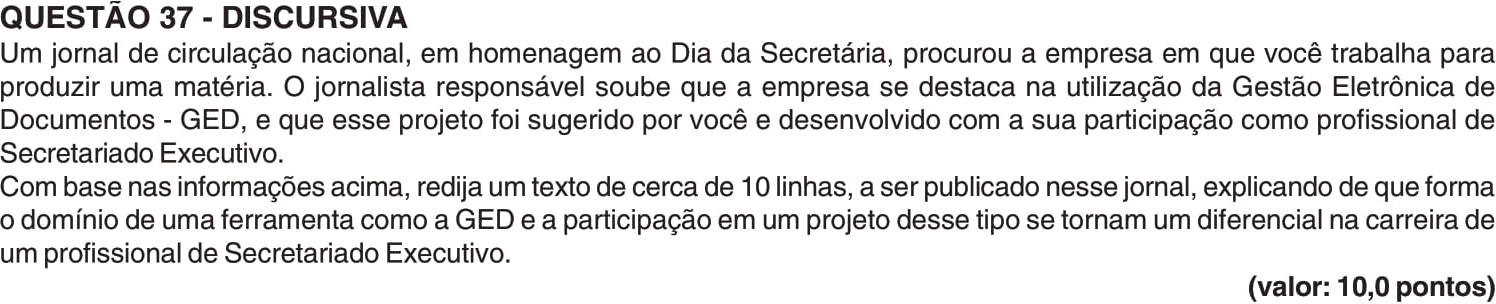 QUESTÃO 37 - DISCURSIVA
Um jornal de circulação nacional, em homenagem ao Dia da Secretária, procurou a empresa em que você trabalha para
produzir uma matéria. O jornalista responsável soube que a empresa se destaca na utilização da Gestão Eletrônica de
Documentos - GED, e que esse projeto foi sugerido por você e desenvolvido com a sua participação como profissional de
Secretariado Executivo.
Com base nas informações acima, redija um texto de cerca de 10 linhas, a ser publicado nesse jornal, explicando de que forma
o domínio de uma ferramenta como a GED e a participação em um projeto desse tipo se tornam um diferencial na carreira de
um profissional de Secretariado Executivo.
(valor: 10,0 pontos)